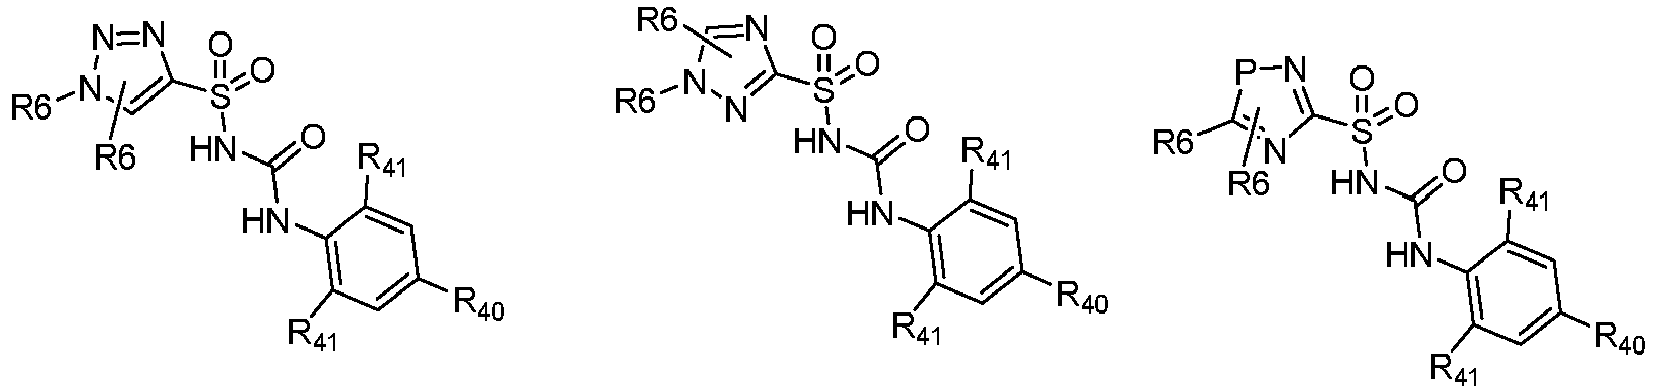 N=N O
N S O
R6 R6 HN O
R41
HN
R41 R40
R6 N O
N N S O
R6 HN O
R41
HN
R41 R40
P-N O
R6 N S O
R6 HN O
R41
HN
R41 R40